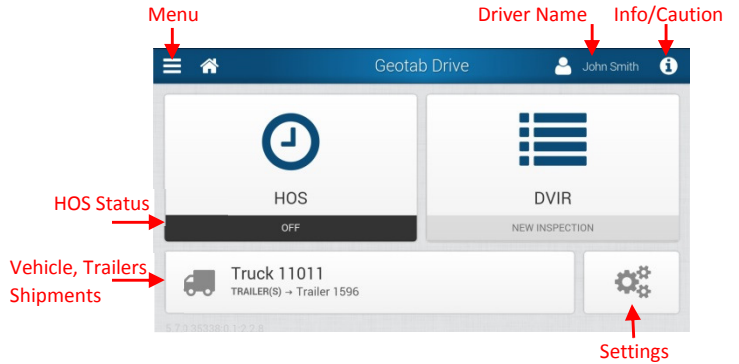 Menu
Driver Name
Info/Caution
Geotab Drive
John Smith
HOS
DVIR
HOS Status
OFF
NEW INSPECTION
Vehicle, Trailers
Shipments
Truck 11011
TRAILER(S) → Trailer 1596
Settings